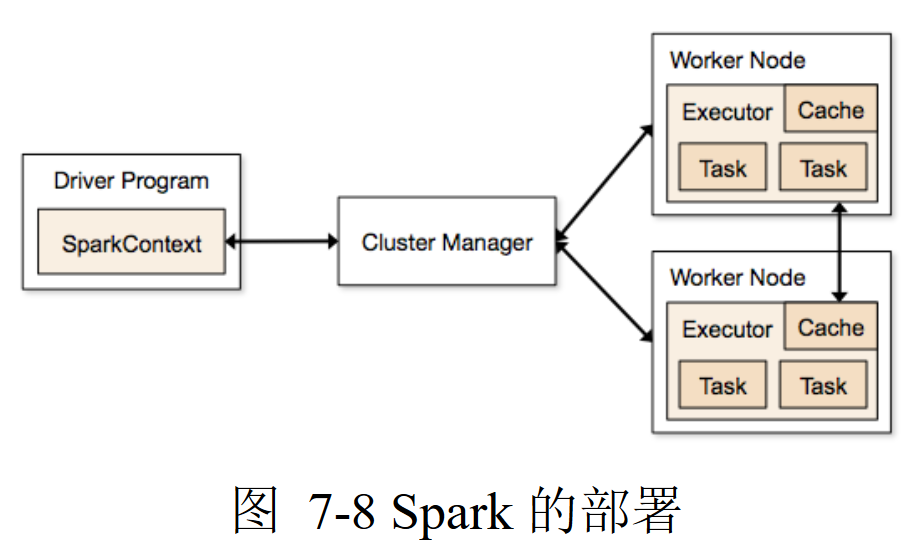 Driver Program
SparkContext
Cluster Manager
Worker Node
Executor
Cache
Task
Task
Worker Node
Executor
Cache
Task
Task
图 7-8 Spark 的部署